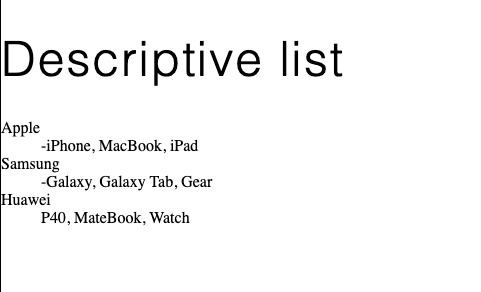 Descriptive list
Apple
-iPhone, MacBook, iPad
Samsung
-Galaxy, Galaxy Tab, Gear
Huawei
P40, MateBook, Watch